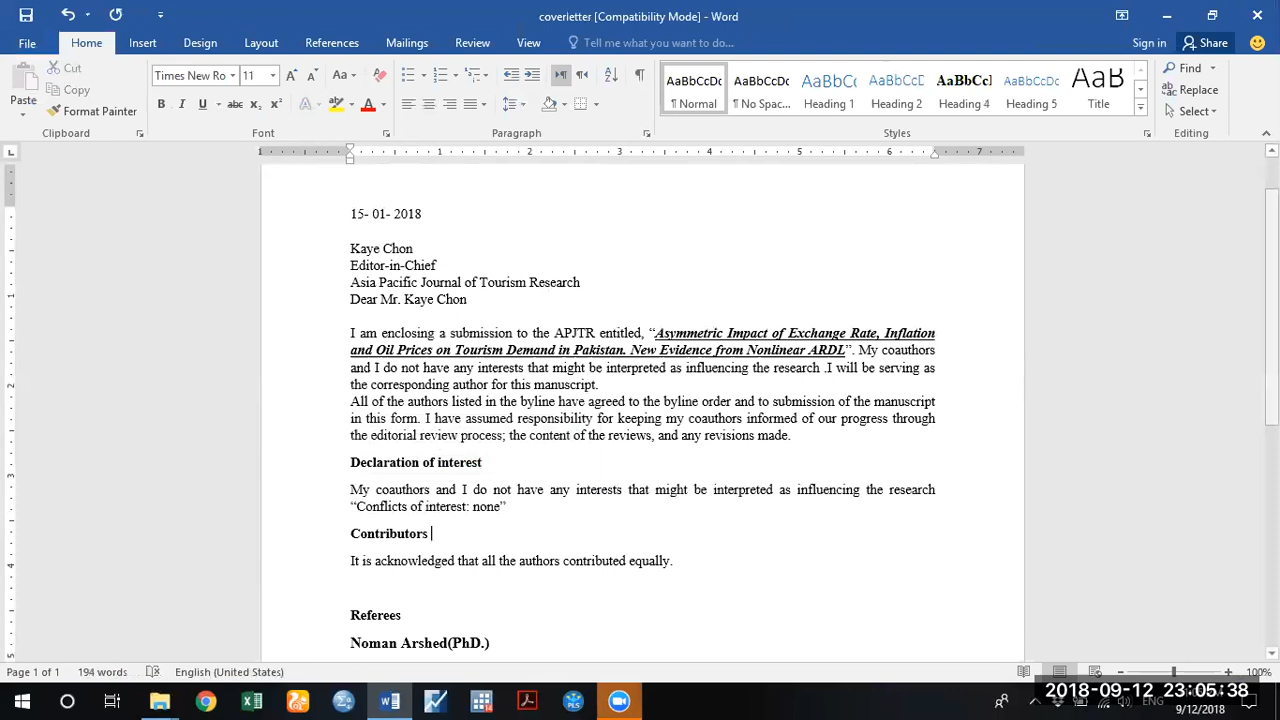 coverletter [Compatibility Mode] - Word
File Home Insert Design Layout References Mailings Review View Tell me what you want to do... Sign in Share
Paste Cut Copy Format Painter Clipboard
Times New Ro 11 Font
Paragraph
AaBbCcDc AaBbCcDc AaBbCc AaBbCcD AaBbCc AaBbCcD AaB
¶ Normal ¶ No Spac... Heading 1 Heading 2 Heading 4 Heading 5 Title
Styles
Find Replace Select Editing
1 1 2 3 4 5 6 7
15- 01- 2018
Kaye Chon
Editor-in-Chief
Asia Pacific Journal of Tourism Research
Dear Mr. Kaye Chon
I am enclosing a submission to the APJTR entitled, “Asymmetric Impact of Exchange Rate, Inflation
and Oil Prices on Tourism Demand in Pakistan. New Evidence from Nonlinear ARDL”. My coauthors
and I do not have any interests that might be interpreted as influencing the research .I will be serving as
the corresponding author for this manuscript.
All of the authors listed in the byline have agreed to the byline order and to submission of the manuscript
in this form. I have assumed responsibility for keeping my coauthors informed of our progress through
the editorial review process; the content of the reviews, and any revisions made.
Declaration of interest
My coauthors and I do not have any interests that might be interpreted as influencing the research
“Conflicts of interest: none”
Contributors
It is acknowledged that all the authors contributed equally.
Referees
Noman Arshed(PhD.)
Page 1 of 1 194 words English (United States) 100%
2018-09-12 23:05:38
ENG
9/12/2018